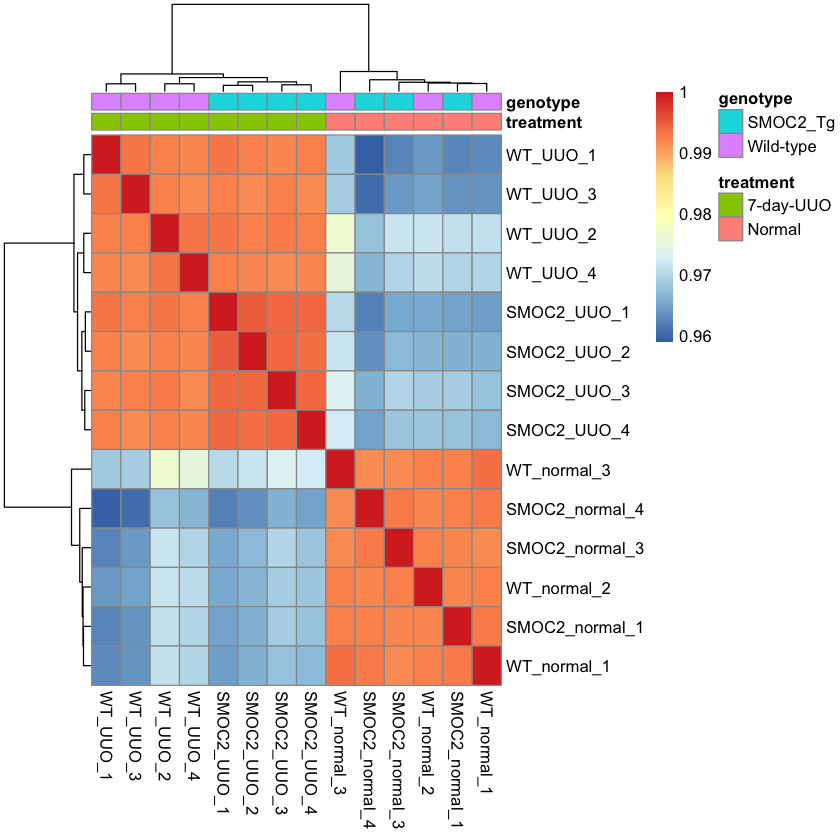 genotype
treatment
WT_UUO_1
WT_UUO_3
WT_UUO_2
WT_UUO_4
SMOC2_UUO_1
SMOC2_UUO_2
SMOC2_UUO_3
SMOC2_UUO_4
WT_normal_3
SMOC2_normal_4
SMOC2_normal_3
WT_normal_2
SMOC2_normal_1
WT_normal_1
WT_UUO_1
WT_UUO_3
WT_UUO_2
WT_UUO_4
SMOC2_UUO_1
SMOC2_UUO_2
SMOC2_UUO_3
SMOC2_UUO_4
WT_normal_3
SMOC2_normal_4
SMOC2_normal_3
WT_normal_2
SMOC2_normal_1
WT_normal_1
1
0.99
0.98
0.97
0.96
genotype
SMOC2_Tg
Wild-type
treatment
7-day-UUO
Normal